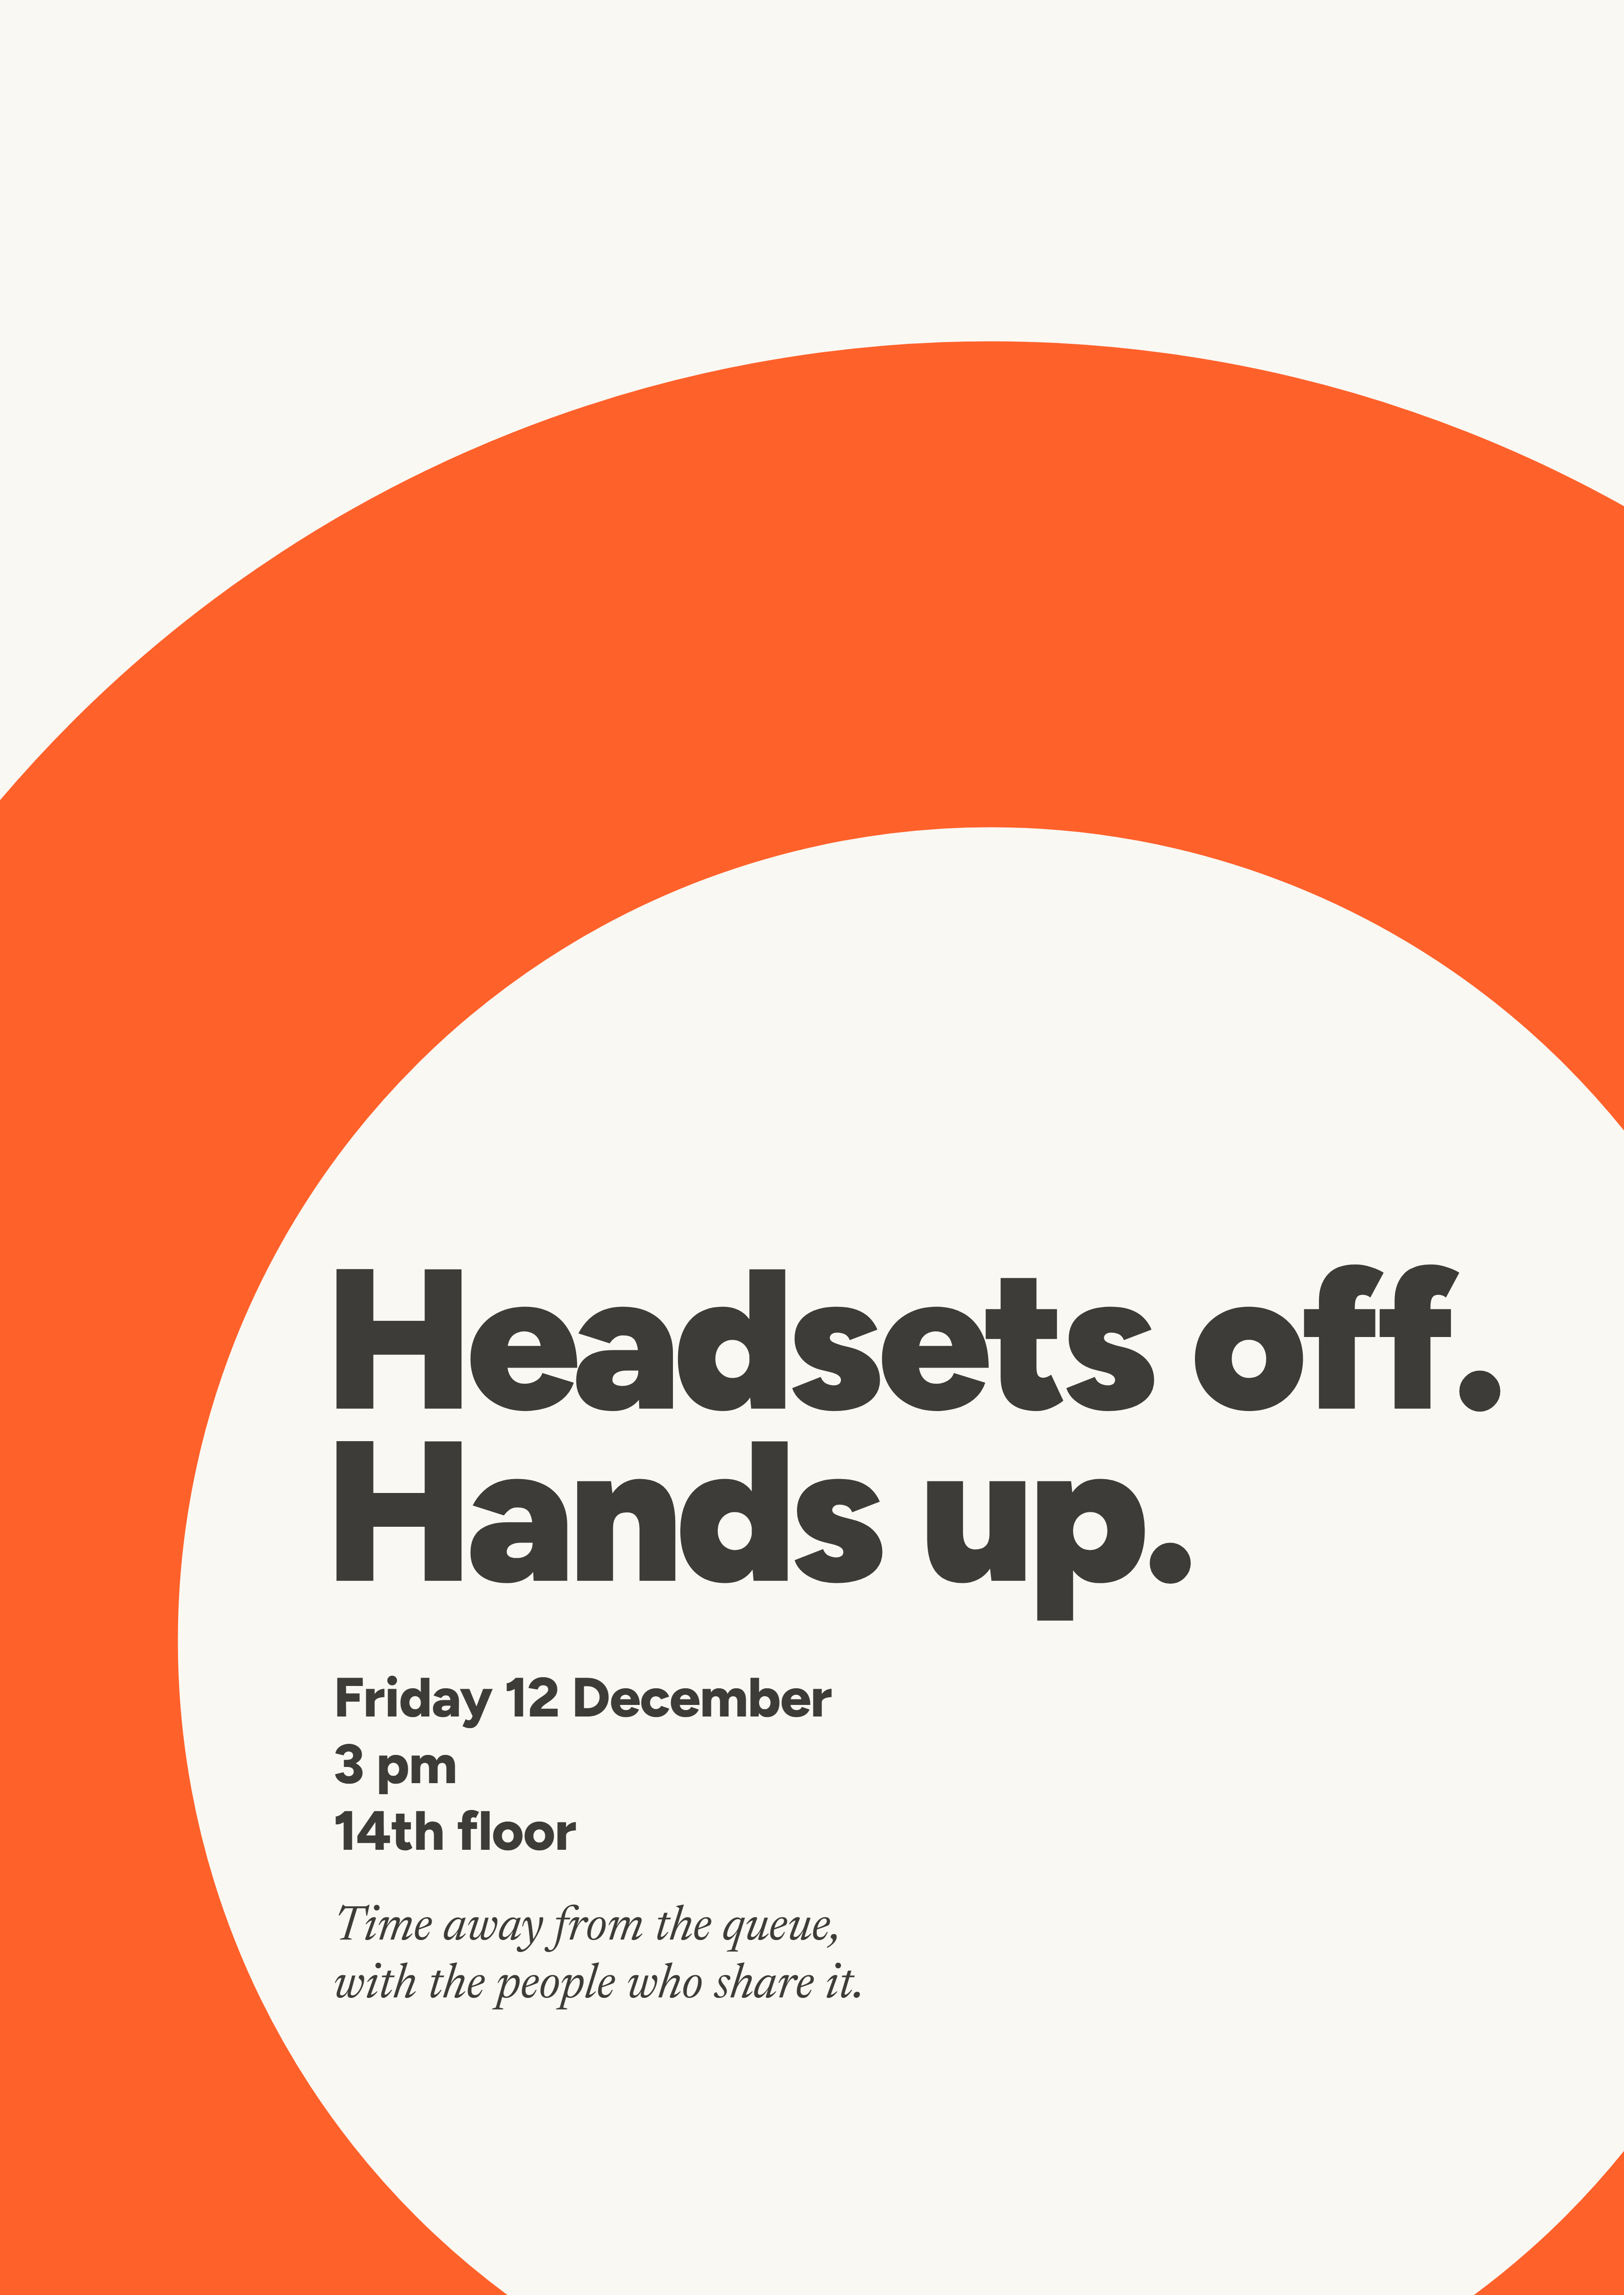 Headsets off.
Hands up.
Friday 12 December
3 pm
14th floor
Time away from the queue,
with the people who share it.